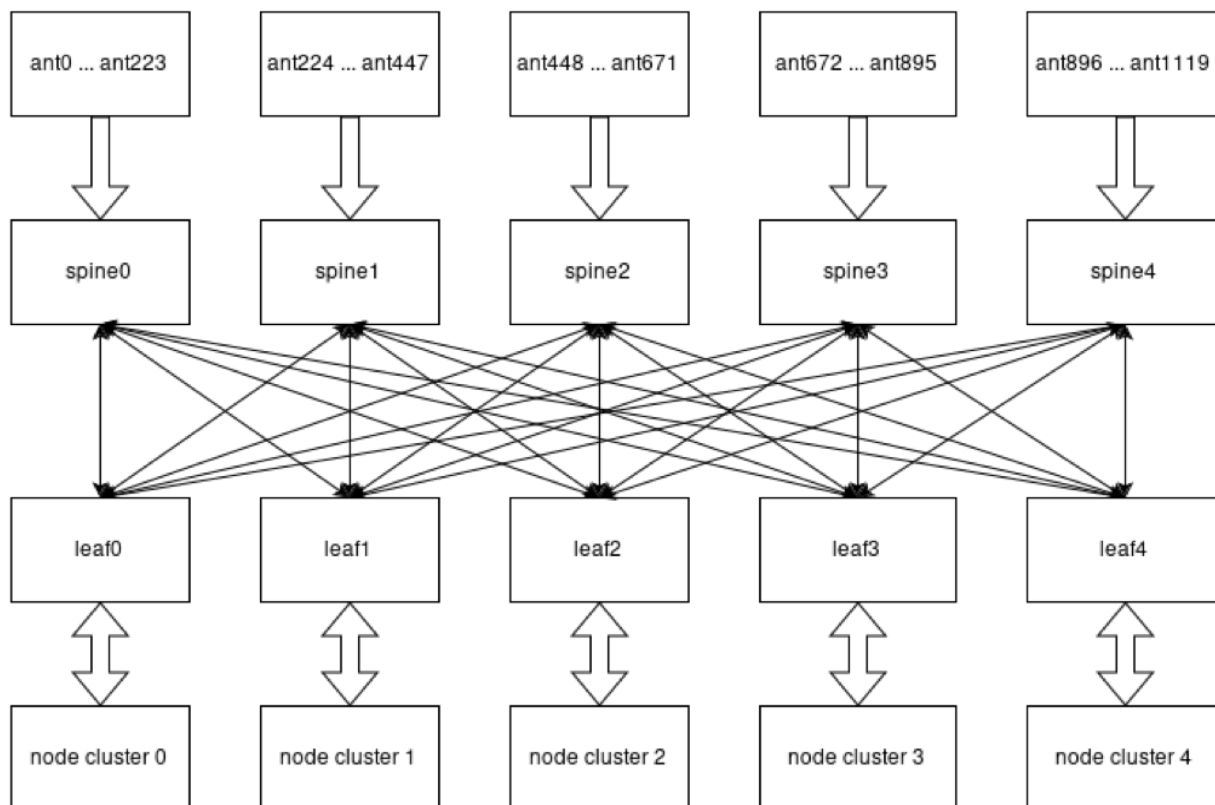 ant0 ... ant223
ant224 ... ant447
ant448 ... ant671
ant672 ... ant895
ant896 ... ant1119
spine0
spine1
spine2
spine3
spine4
leaf0
leaf1
leaf2
leaf3
leaf4
node cluster 0
node cluster 1
node cluster 2
node cluster 3
node cluster 4